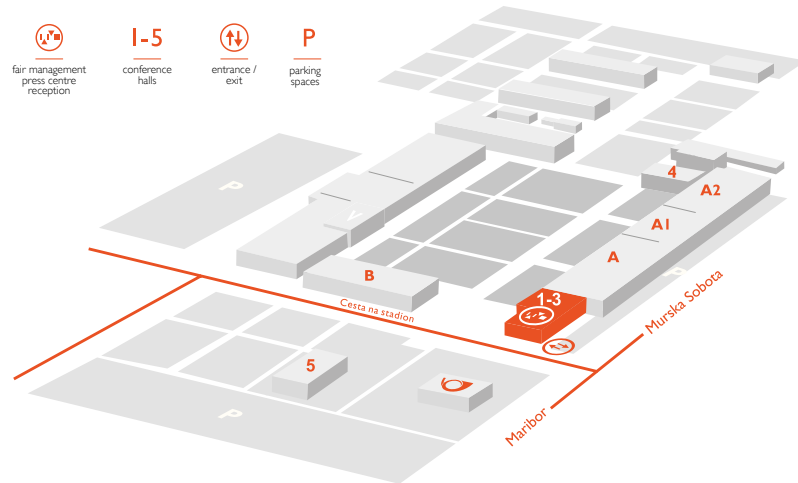 1-5
P
fair management
press centre
reception
conference
halls
entrance /
exit
parking
spaces
P
4
A2
V
A1
A
P
B
1-3
Cesta na stadion
Murska Sobota
5
P
Maribor